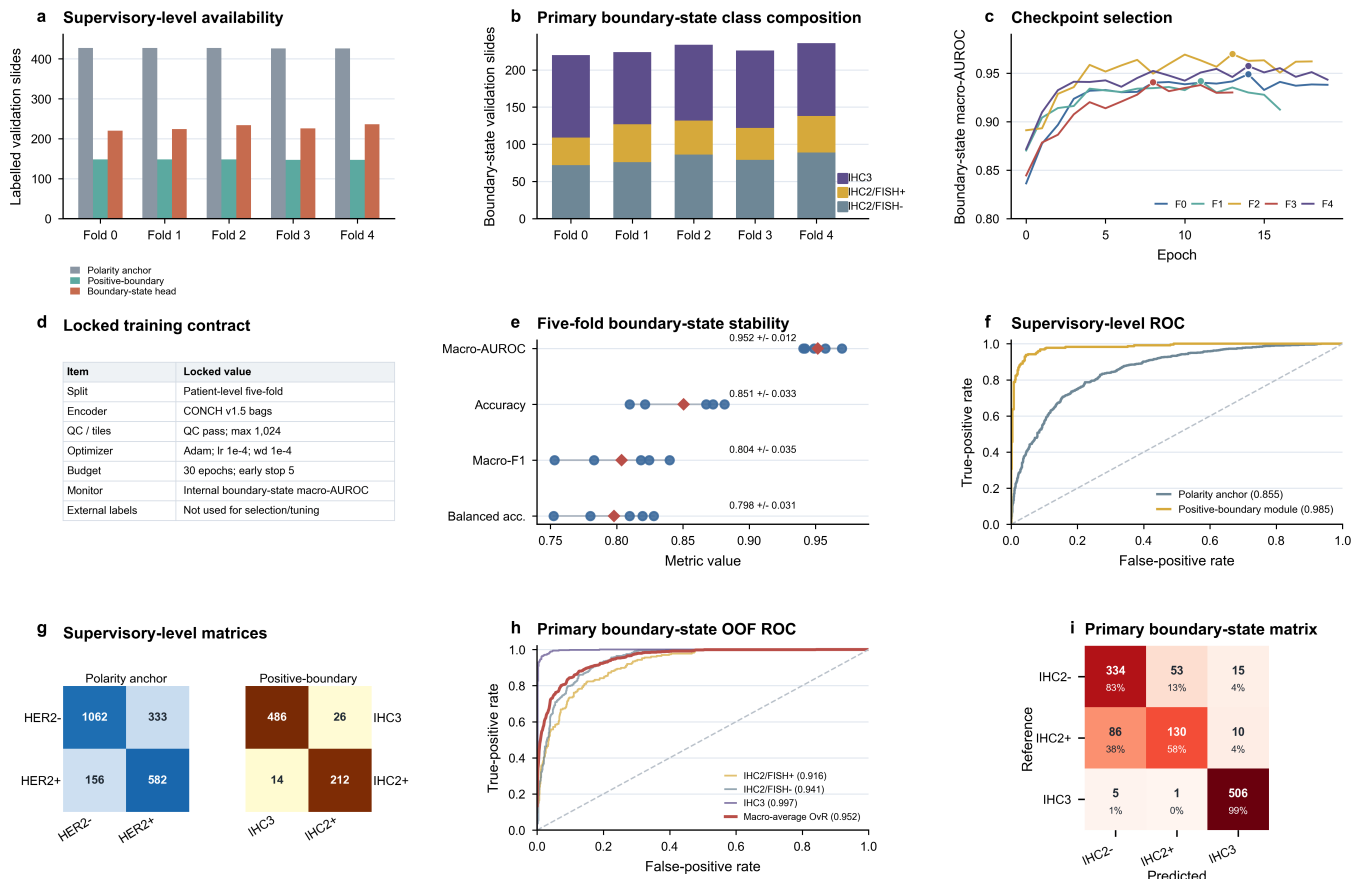 a Supervisory-level availability
Labelled validation slides
400
300
200
100
0
Fold 0 Fold 1 Fold 2 Fold 3 Fold 4
Polarity anchor
Positive-boundary
Boundary-state head
b Primary boundary-state class composition
Boundary-state validation slides
200
150
100
50
0
Fold 0 Fold 1 Fold 2 Fold 3 Fold 4
IHC3
IHC2/FISH+
IHC2/FISH-
c Checkpoint selection
Boundary-state macro-AUROC
0.95
0.90
0.85
0.80
F0 F1 F2 F3 F4
0 5 10 15
Epoch
d Locked training contract
Item Locked value
Split Patient-level five-fold
Encoder CONCH v1.5 bags
QC / tiles QC pass; max 1,024
Optimizer Adam; lr 1e-4; wd 1e-4
Budget 30 epochs; early stop 5
Monitor Internal boundary-state macro-AUROC
External labels Not used for selection/tuning
e Five-fold boundary-state stability
Macro-AUROC 0.952 +/- 0.012
Accuracy 0.851 +/- 0.033
Macro-F1 0.804 +/- 0.035
Balanced acc. 0.798 +/- 0.031
0.75 0.80 0.85 0.90 0.95
Metric value
f Supervisory-level ROC
True-positive rate
1.0
0.8
0.6
0.4
0.2
0.0
Polarity anchor (0.855)
Positive-boundary module (0.985)
0.0 0.2 0.4 0.6 0.8 1.0
False-positive rate
g Supervisory-level matrices
Polarity anchor
HER2- 1062 333
HER2+ 156 582
HER2- HER2+
Positive-boundary
486 26 IHC3
14 212 IHC2+
IHC3 IHC2+
h Primary boundary-state OOF ROC
True-positive rate
1.0
0.8
0.6
0.4
0.2
0.0
IHC2/FISH+ (0.916)
IHC2/FISH- (0.941)
IHC3 (0.997)
Macro-average OvR (0.952)
0.0 0.2 0.4 0.6 0.8 1.0
False-positive rate
i Primary boundary-state matrix
Reference
IHC2- 334 53 15
83% 13% 4%
IHC2+ 86 130 10
38% 58% 4%
IHC3 5 1 506
1% 0% 99%
IHC2- IHC2+ IHC3
Predicted